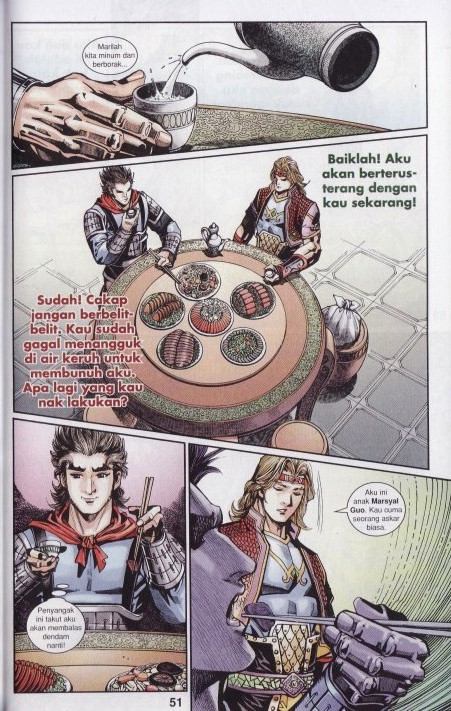 Marilah
kita minum dan
berborak...
Baiklah! Aku
akan berterus-
terang dengan
kau sekarang!
Sudah! Cakap
jangan berbelit-
belit. Kau sudah
gagal menangguk
di air keruh untuk
membunuh aku.
Apa lagi yang kau
nak lakukan?
Penyangak
ini takut aku
akan membalas
dendam
nanti!
Aku ini
anak Marsyal
Guo. Kau cuma
seorang askar
biasa.
51